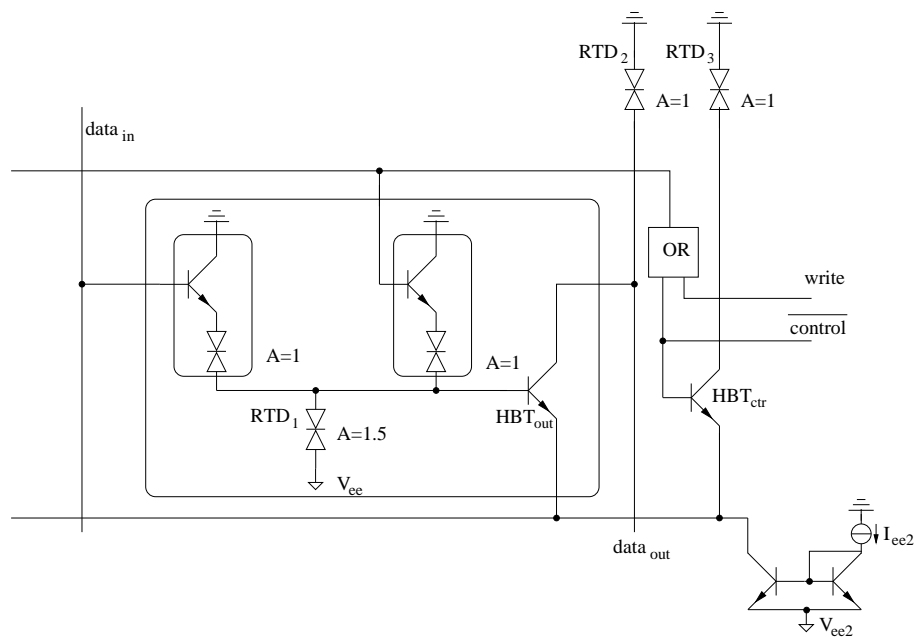 RTD2 RTD3
A=1 A=1
data in
OR
write
control
A=1 A=1
HBTctr
RTD1 HBTout
A=1.5
Vee
data out
Iee2
Vee2